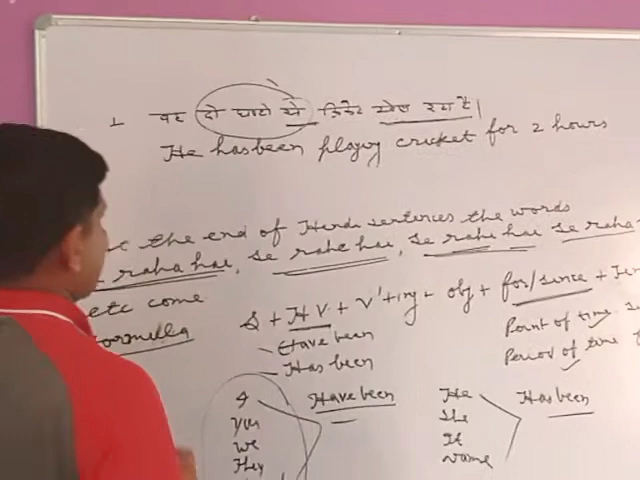 1 वह दो घण्टो से क्रिकेट खेल रहा है।
He has been playing cricket for 2 hours
the end of Hindi sentences the words
raha hai, se rahe hai, se rahi hai se raha
etc come
Formulla S + H V + V' + ing + obj + for/since +
Have been Point of time
Has been Period of time
I Have been He Has been
You She
We It
They Name